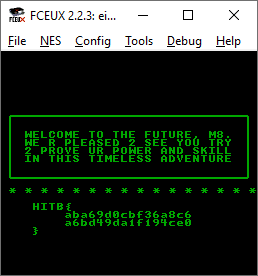 FCEUX 2.2.3: ei
File NES Config Tools Debug Help
WELCOME TO THE FUTURE, M8.
WE'R PLEASED 2 SEE YOU TRY
2 PROVE UR POWER AND SKILL
IN THIS TIMELESS ADVENTURE
* * * * * * * * * * * * * * * *
HITB{
aba69d0cbf36a8c6
a6bd49da1f194ce0
}